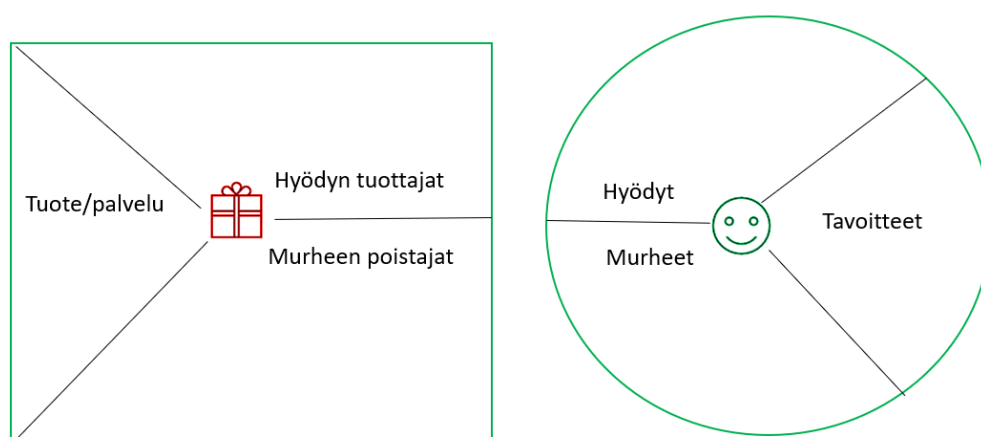 Tuote/palvelu
Hyödyn tuottajat
Murheen poistajat
Hyödyt
Murheet
Tavoitteet